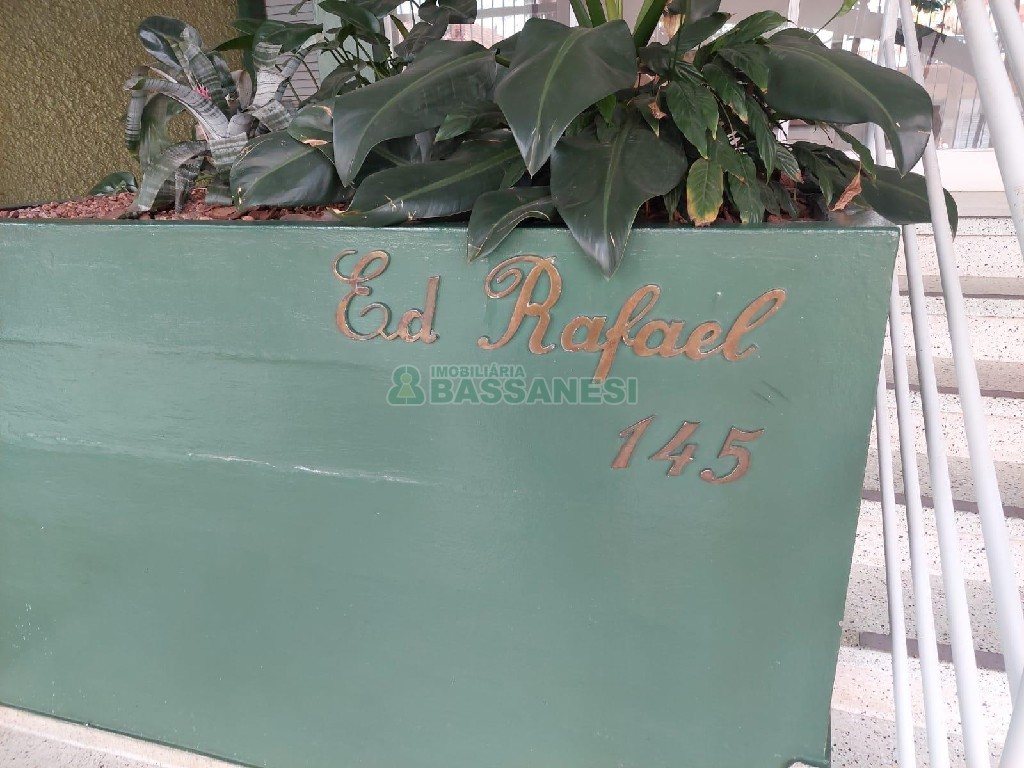 Ed Rafael
IMOBILIÁRIA
BASSANESI
145